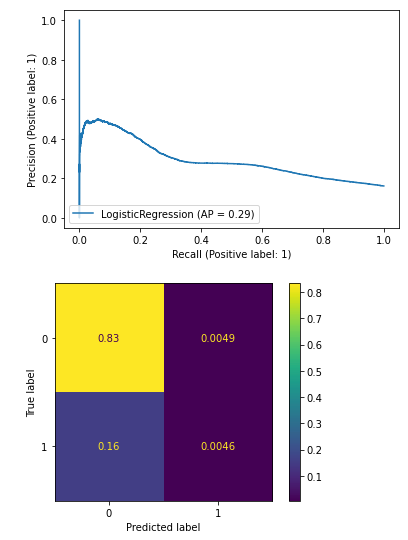 1.0
0.8
0.6
0.4
0.2
0.0
Precision (Positive label: 1)
LogisticRegression (AP = 0.29)
0.0 0.2 0.4 0.6 0.8 1.0
Recall (Positive label: 1)
0.8
0.7
0.6
0.5
0.4
0.3
0.2
0.1
True label
0 0.83 0.0049
1 0.16 0.0046
0 1
Predicted label